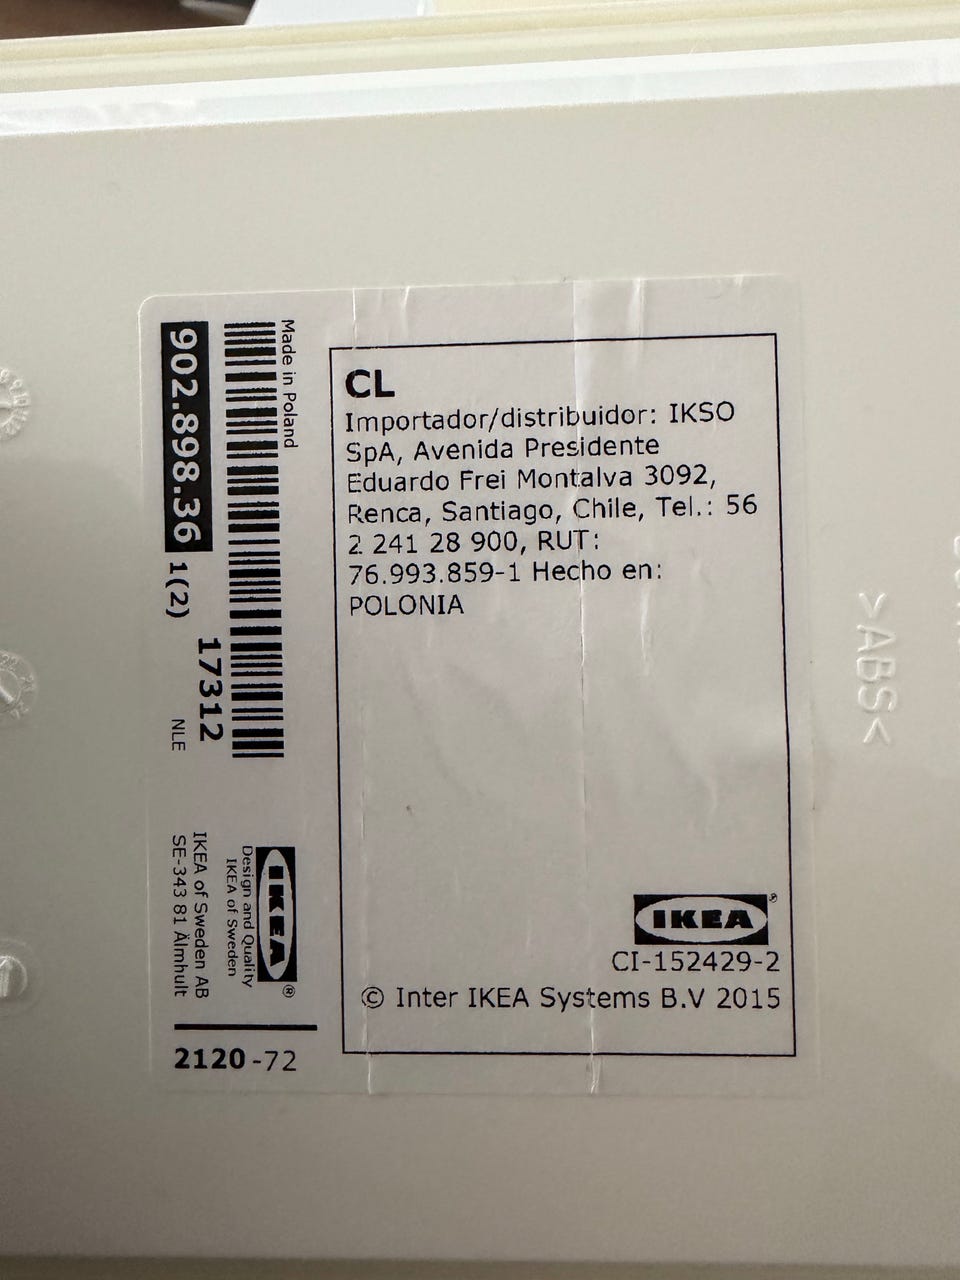 902.898.36 1(2)
17312
NLE
Made in Poland
IKEA®
Design and Quality
IKEA of Sweden
IKEA of Sweden AB
SE-343 81 Älmhult
2120-72
CL
Importador/distribuidor: IKSO
SpA, Avenida Presidente
Eduardo Frei Montalva 3092,
Renca, Santiago, Chile, Tel.: 56
2 241 28 900, RUT:
76.993.859-1 Hecho en:
POLONIA
IKEA®
CI-152429-2
© Inter IKEA Systems B.V 2015
>ABS<